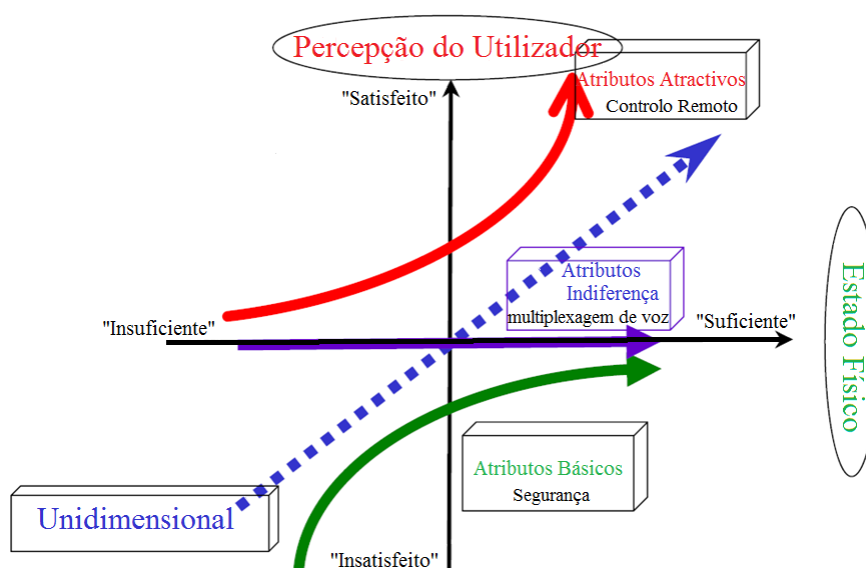 Percepção do Utilizador
Atributos Atractivos
Controlo Remoto
"Satisfeito"
Atributos
Indiferença
multiplexagem de voz
"Insuficiente"
"Suficiente"
Estado Físico
Atributos Básicos
Segurança
Unidimensional
"Insatisfeito"